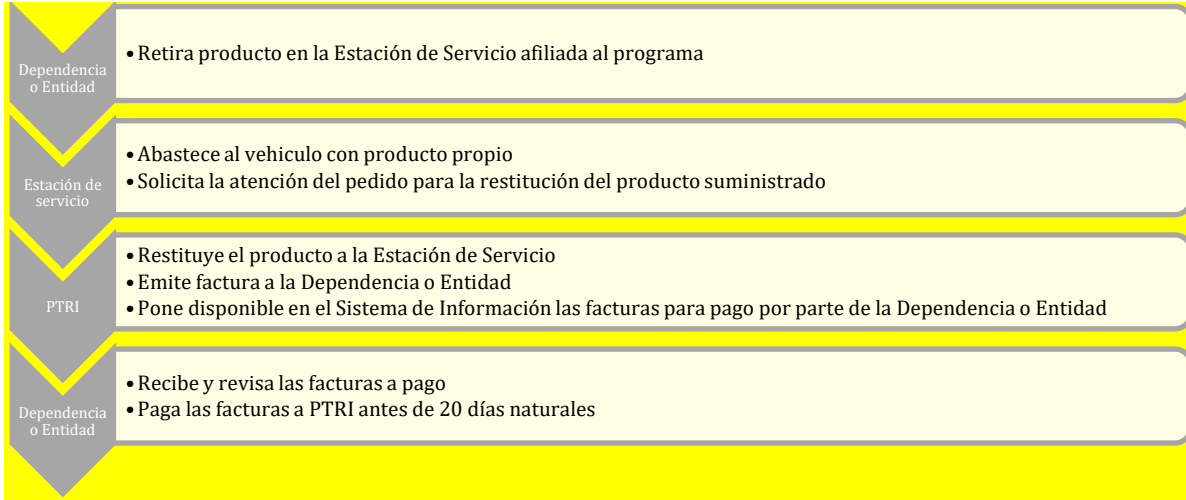 Dependencia
o Entidad
•Retira producto en la Estación de Servicio afiliada al programa
Estación de
servicio
•Abastece al vehiculo con producto propio
•Solicita la atención del pedido para la restitución del producto suministrado
PTRI
•Restituye el producto a la Estación de Servicio
•Emite factura a la Dependencia o Entidad
•Pone disponible en el Sistema de Información las facturas para pago por parte de la Dependencia o Entidad
Dependencia
o Entidad
•Recibe y revisa las facturas a pago
•Paga las facturas a PTRI antes de 20 días naturales